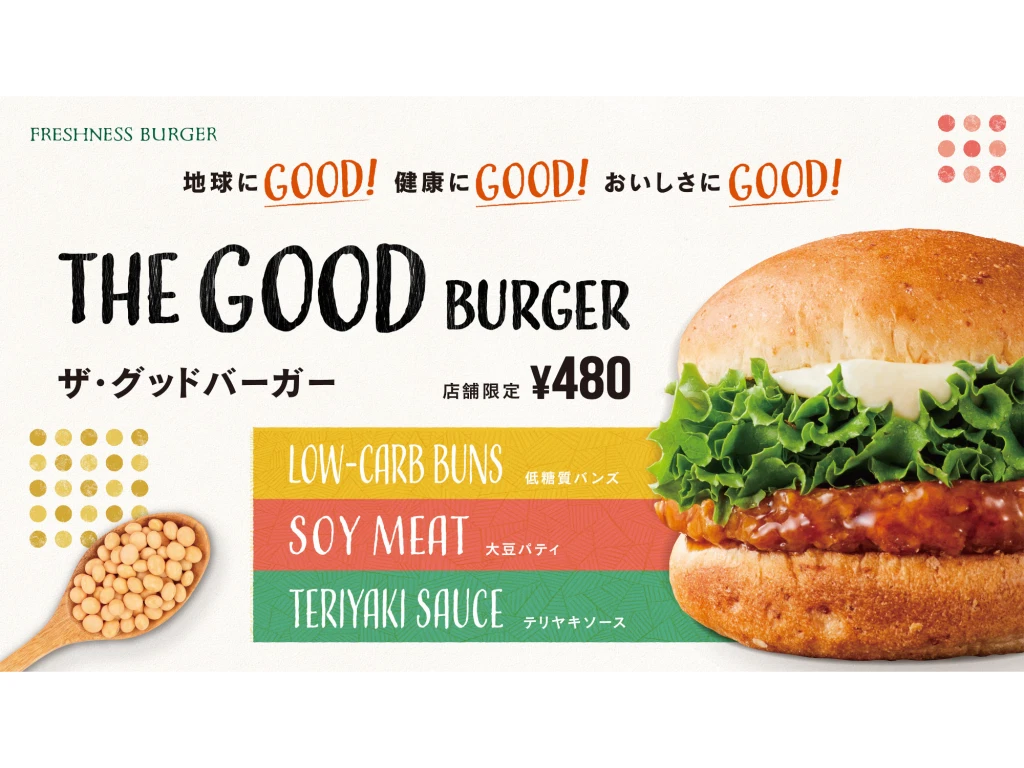 FRESHNESS BURGER
地球にGOOD! 健康にGOOD! おいしさにGOOD!
THE GOOD BURGER
ザ・グッドバーガー 店舗限定 ¥480
LOW-CARB BUNS 低糖質バンズ
SOY MEAT 大豆パティ
TERIYAKI SAUCE テリヤキソース